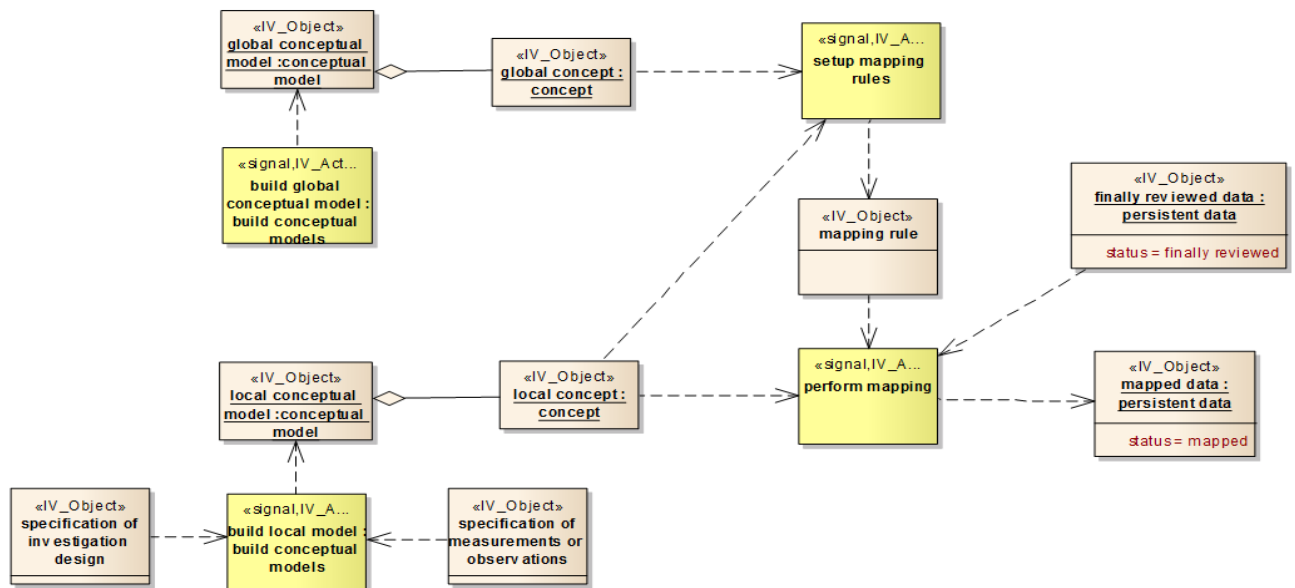 «IV_Object»
global conceptual
model :conceptual
model
«IV_Object»
global concept :
concept
«signal,IV_A...
setup mapping
rules
«signal,IV_Act...
build global
conceptual model :
build conceptual
models
«IV_Object»
mapping rule
«IV_Object»
finally reviewed data :
persistent data
status = finally reviewed
«IV_Object»
local conceptual
model :conceptual
model
«IV_Object»
local concept :
concept
«signal,IV_A...
perform mapping
«IV_Object»
mapped data :
persistent data
status = mapped
«IV_Object»
specification of
investigation
design
«signal,IV_A...
build local model :
build conceptual
models
«IV_Object»
specification of
measurements or
observations